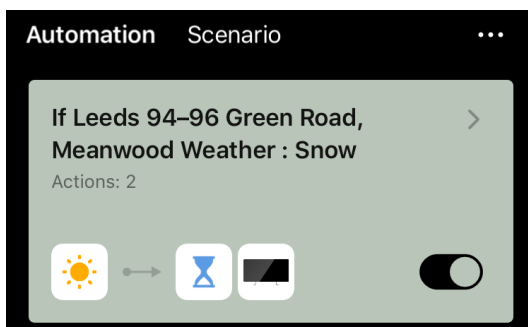 Automation Scenario
If Leeds 94–96 Green Road,
Meanwood Weather : Snow
Actions: 2